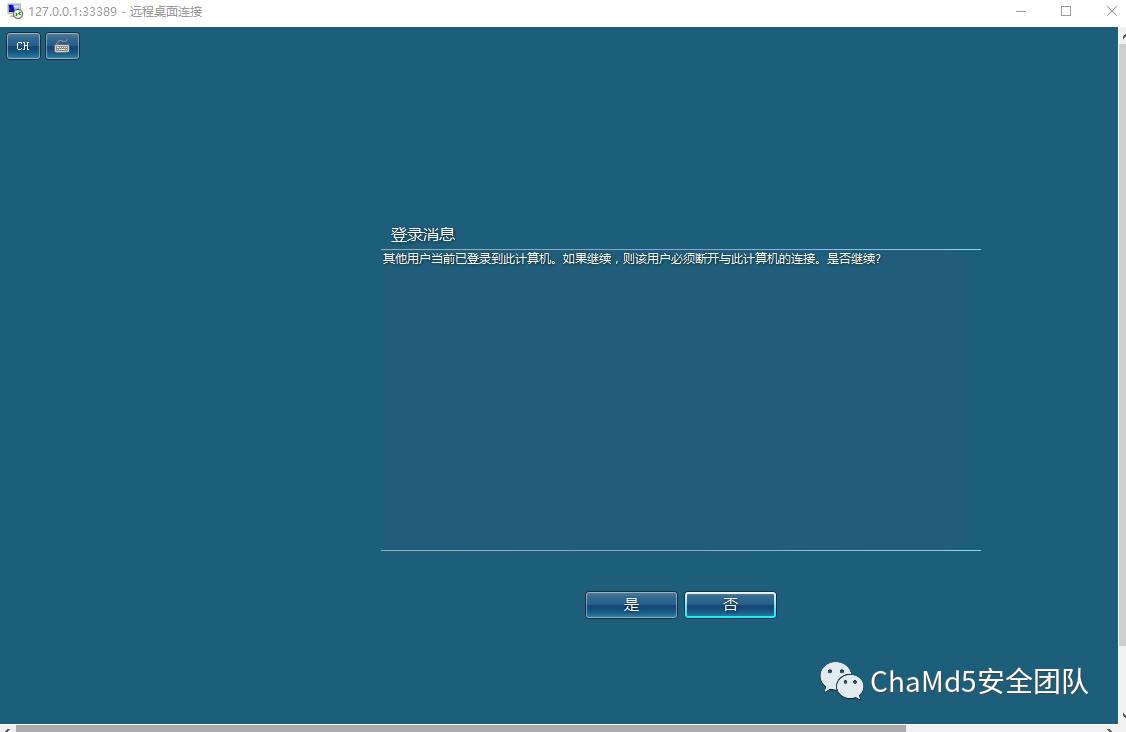 127.0.0.1:33389 - 远程桌面连接
CH
登录消息
其他用户当前已登录到此计算机。如果继续，则该用户必须断开与此计算机的连接。是否继续?
是
否
ChaMd5安全团队